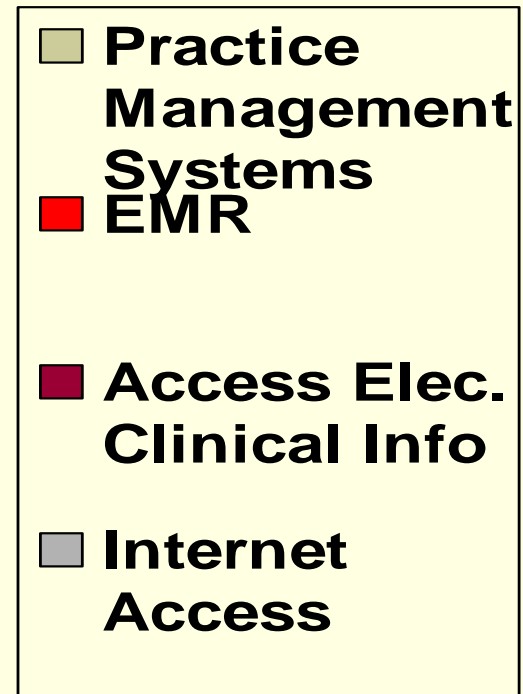 Practice
Management
Systems
EMR
Access Elec.
Clinical Info
Internet
Access